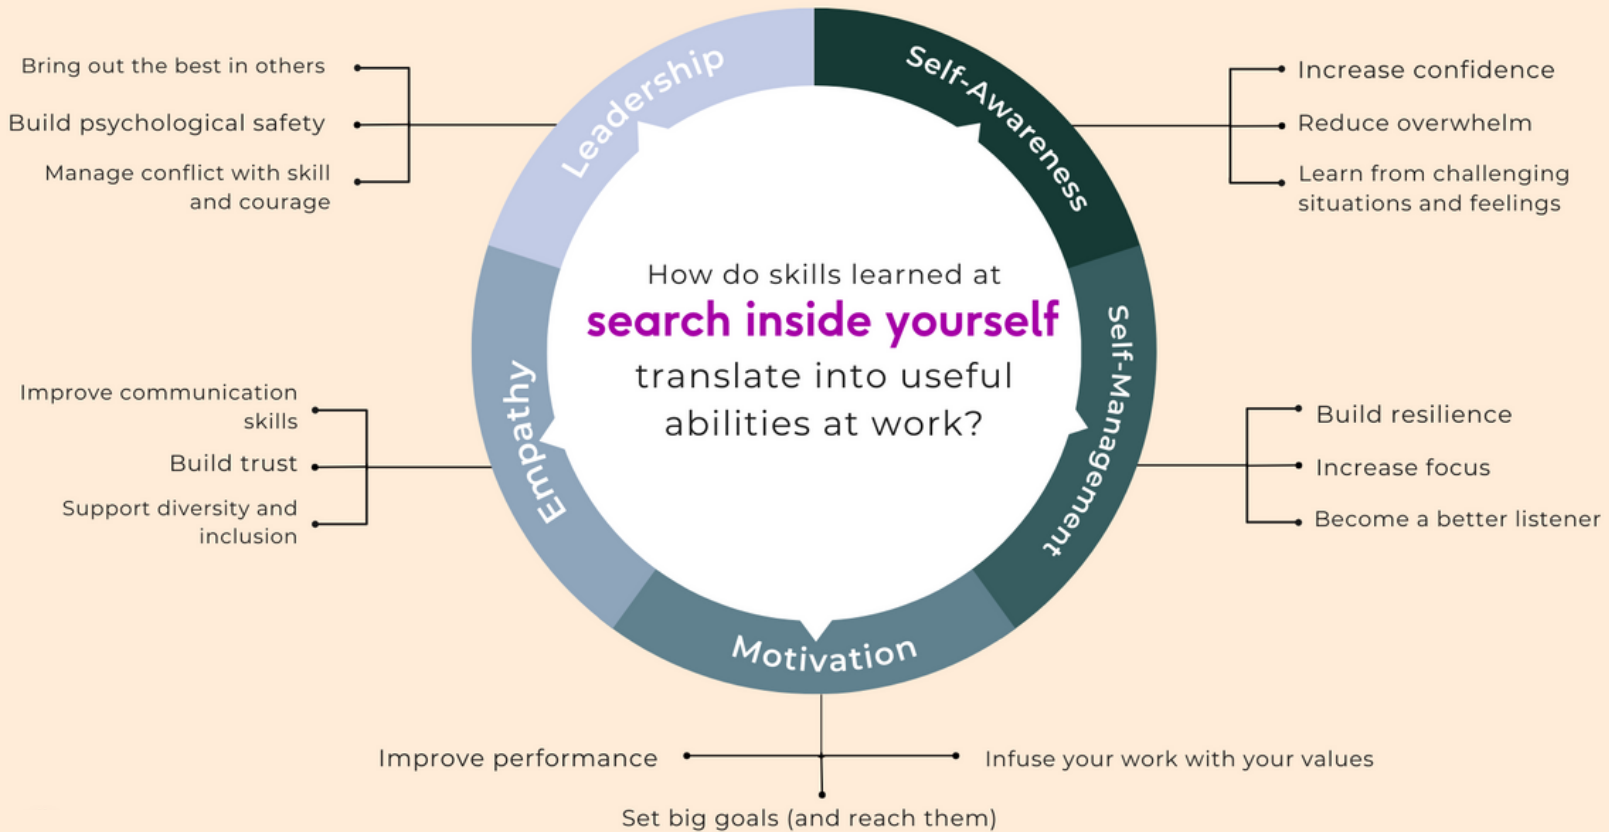 How do skills learned at
search inside yourself
translate into useful
abilities at work?
Self-Awareness
Increase confidence
Reduce overwhelm
Learn from challenging
situations and feelings
Self-Management
Build resilience
Increase focus
Become a better listener
Motivation
Improve performance
Infuse your work with your values
Set big goals (and reach them)
Empathy
Improve communication
skills
Build trust
Support diversity and
inclusion
Leadership
Bring out the best in others
Build psychological safety
Manage conflict with skill
and courage